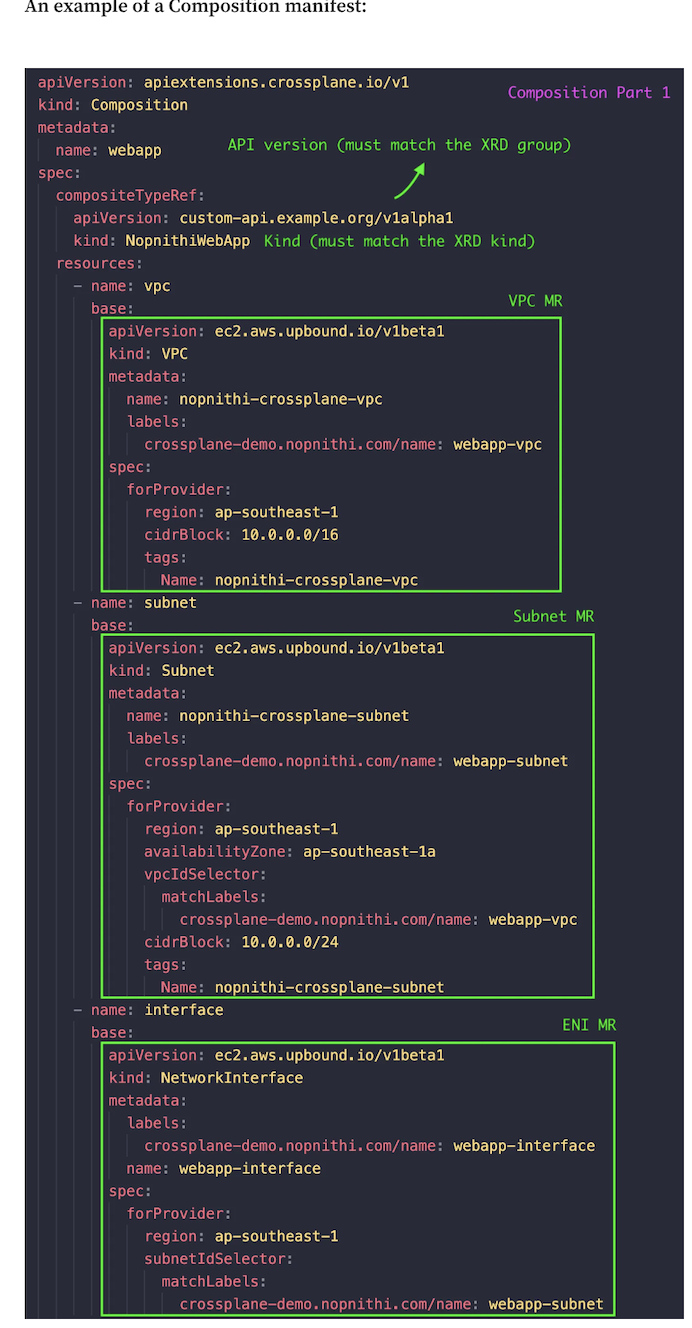 An example of a Composition manifest:
apiVersion: apiextensions.crossplane.io/v1
Composition Part 1
kind: Composition
metadata:
name: webapp
API version (must match the XRD group)
spec:
compositeTypeRef:
apiVersion: custom-api.example.org/v1alpha1
kind: NopnithiWebApp Kind (must match the XRD kind)
resources:
- name: vpc
VPC MR
base:
apiVersion: ec2.aws.upbound.io/v1beta1
kind: VPC
metadata:
name: nopnithi-crossplane-vpc
labels:
crossplane-demo.nopnithi.com/name: webapp-vpc
spec:
forProvider:
region: ap-southeast-1
cidrBlock: 10.0.0.0/16
tags:
Name: nopnithi-crossplane-vpc
- name: subnet
Subnet MR
base:
apiVersion: ec2.aws.upbound.io/v1beta1
kind: Subnet
metadata:
name: nopnithi-crossplane-subnet
labels:
crossplane-demo.nopnithi.com/name: webapp-subnet
spec:
forProvider:
region: ap-southeast-1
availabilityZone: ap-southeast-1a
vpcIdSelector:
matchLabels:
crossplane-demo.nopnithi.com/name: webapp-vpc
cidrBlock: 10.0.0.0/24
tags:
Name: nopnithi-crossplane-subnet
- name: interface
ENI MR
base:
apiVersion: ec2.aws.upbound.io/v1beta1
kind: NetworkInterface
metadata:
labels:
crossplane-demo.nopnithi.com/name: webapp-interface
name: webapp-interface
spec:
forProvider:
region: ap-southeast-1
subnetIdSelector:
matchLabels:
crossplane-demo.nopnithi.com/name: webapp-subnet